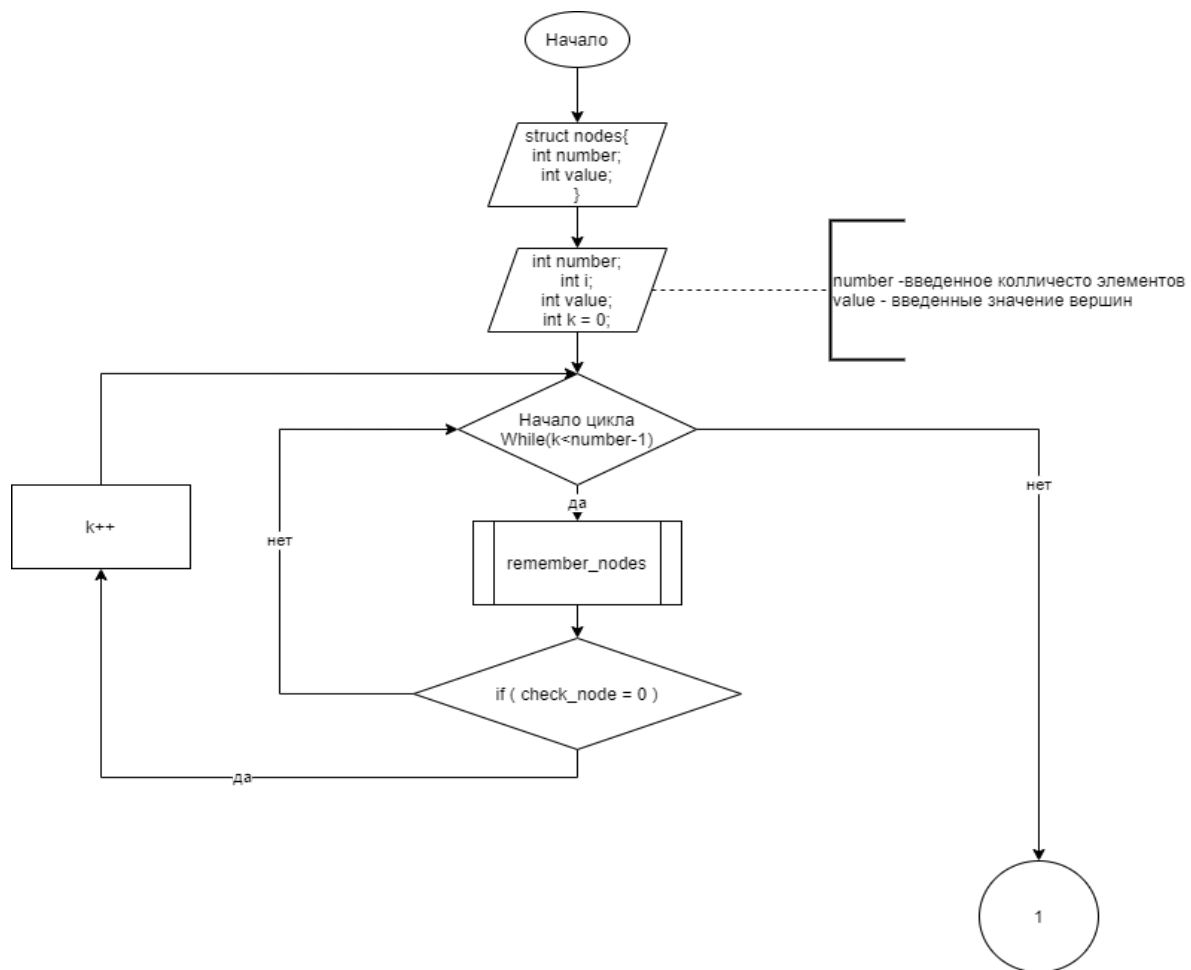 Начало
struct nodes{
int number;
int value;
}
int number;
int i;
int value;
int k = 0;
number -введенное колличесто элементов
value - введенные значение вершин
Начало цикла
While(k<number-1)
нет
да
k++
нет
remember_nodes
if ( check_node = 0 )
да
1